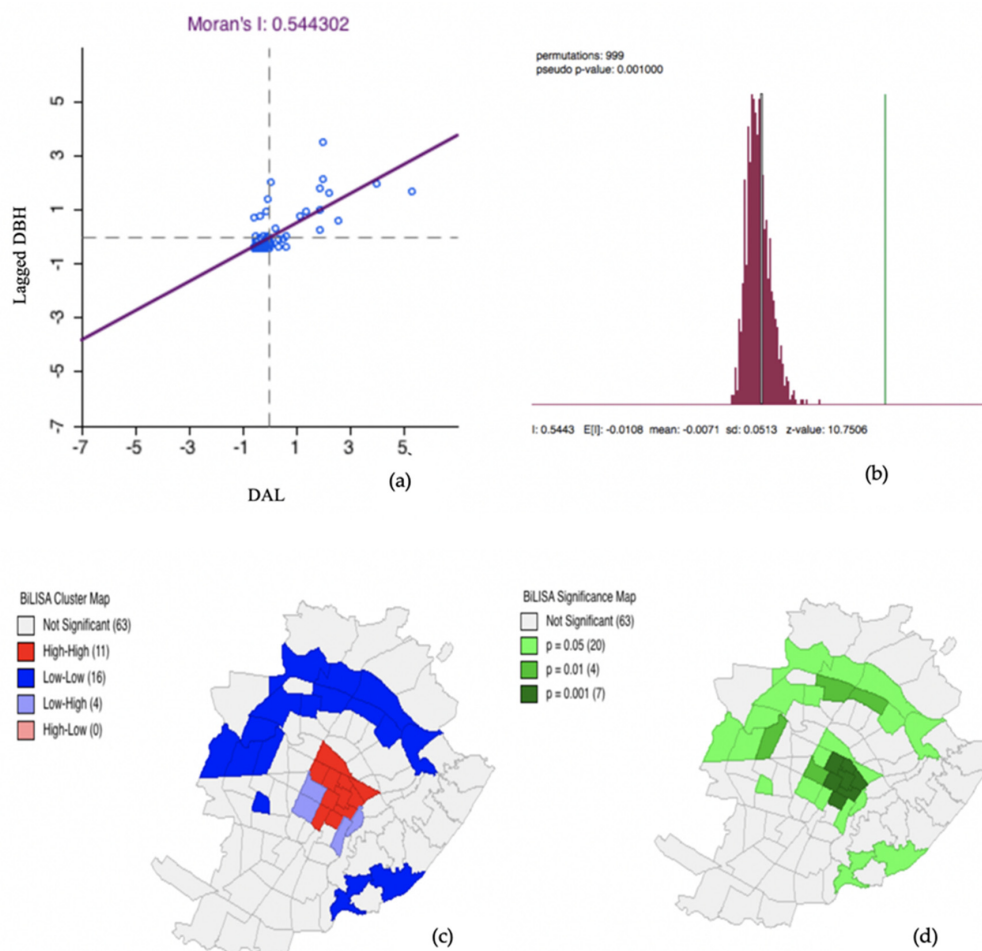 Moran's I: 0.544302
5
3
1
-1
-3
-5
-7
Lagged DBH
-7
-5
-3
-1
1
3
5
DAL
(a)
permutations: 999
pseudo p-value: 0.001000
I: 0.5443 E[I]: -0.0108 mean: -0.0071 sd: 0.0513 z-value: 10.7506
(b)
BiLISA Cluster Map
Not Significant (63)
High-High (11)
Low-Low (16)
Low-High (4)
High-Low (0)
(c)
BiLISA Significance Map
Not Significant (63)
p = 0.05 (20)
p = 0.01 (4)
p = 0.001 (7)
(d)